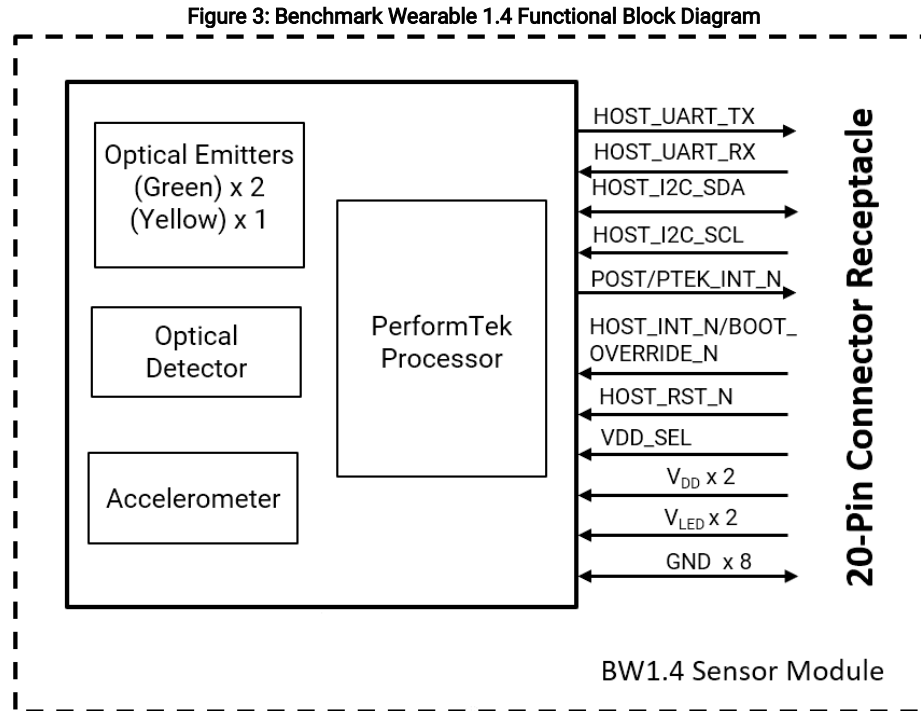 Figure 3: Benchmark Wearable 1.4 Functional Block Diagram
Optical Emitters
(Green) x 2
(Yellow) x 1
Optical
Detector
Accelerometer
PerformTek
Processor
HOST_UART_TX
HOST_UART_RX
HOST_I2C_SDA
HOST_I2C_SCL
POST/PTEK_INT_N
HOST_INT_N/BOOT_
OVERRIDE_N
HOST_RST_N
VDD_SEL
VDD x 2
VLED x 2
GND x 8
20-Pin Connector Receptacle
BW1.4 Sensor Module